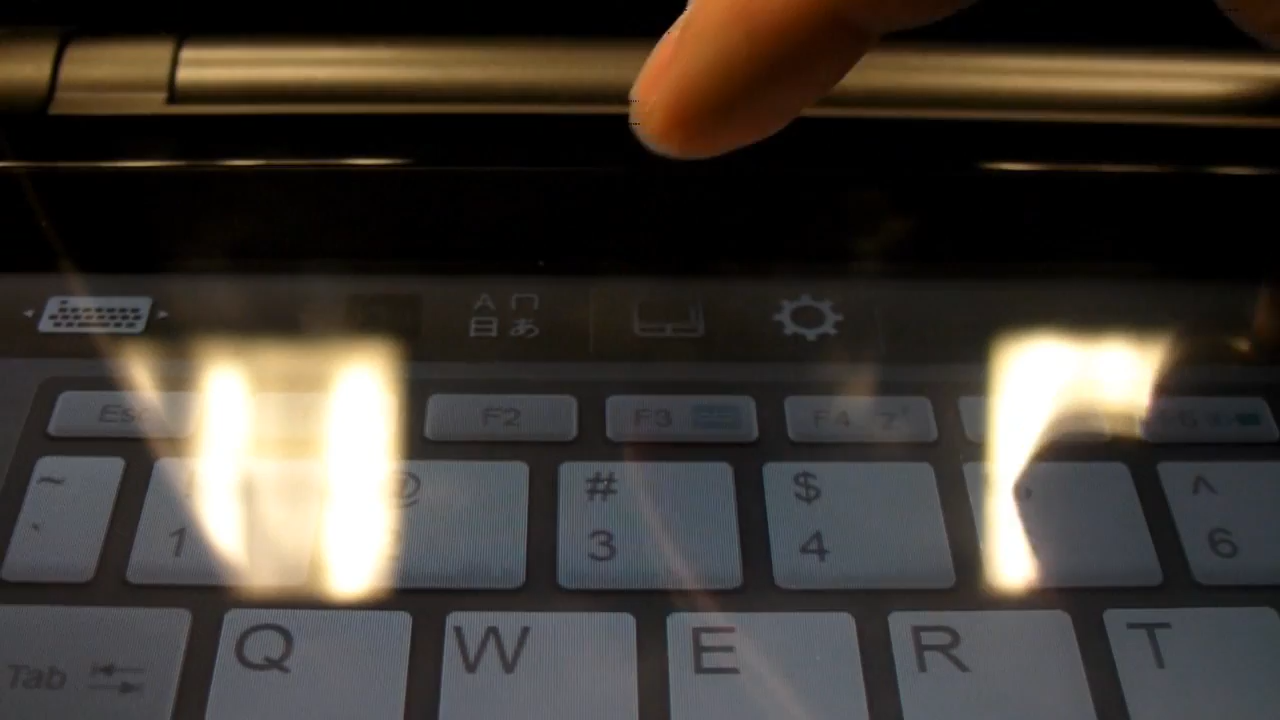 A ㄇ
日 あ
Esc F2 F3 F4
~ # $ ^
` 1 3 4 6
Tab Q W E R T